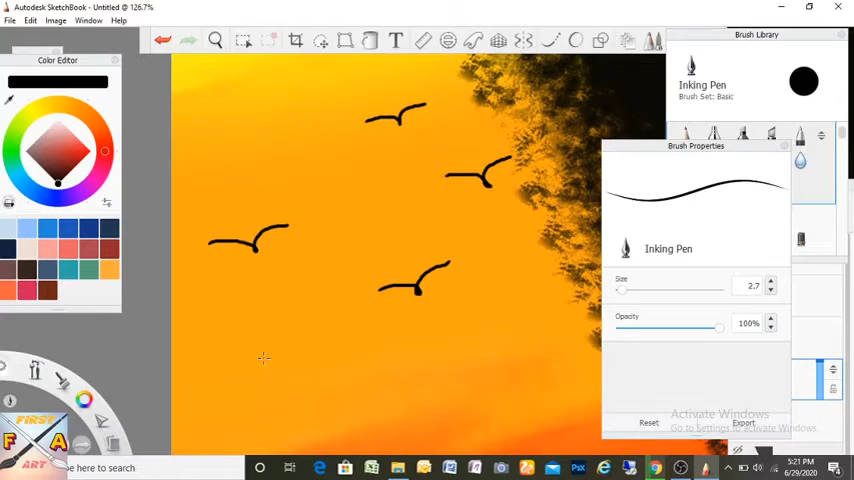 Autodesk SketchBook - Untitled @ 126.7%
File Edit Image Window Help
T
Brush Library
Color Editor
Inking Pen
Brush Set: Basic
Brush Properties
Inking Pen
Size
2.7
Opacity
100%
Reset
Export
Activate Windows
Go to Settings to activate Windows.
FIRST
F A
ART
here to search
Psx
5:21 PM
6/29/2020
4